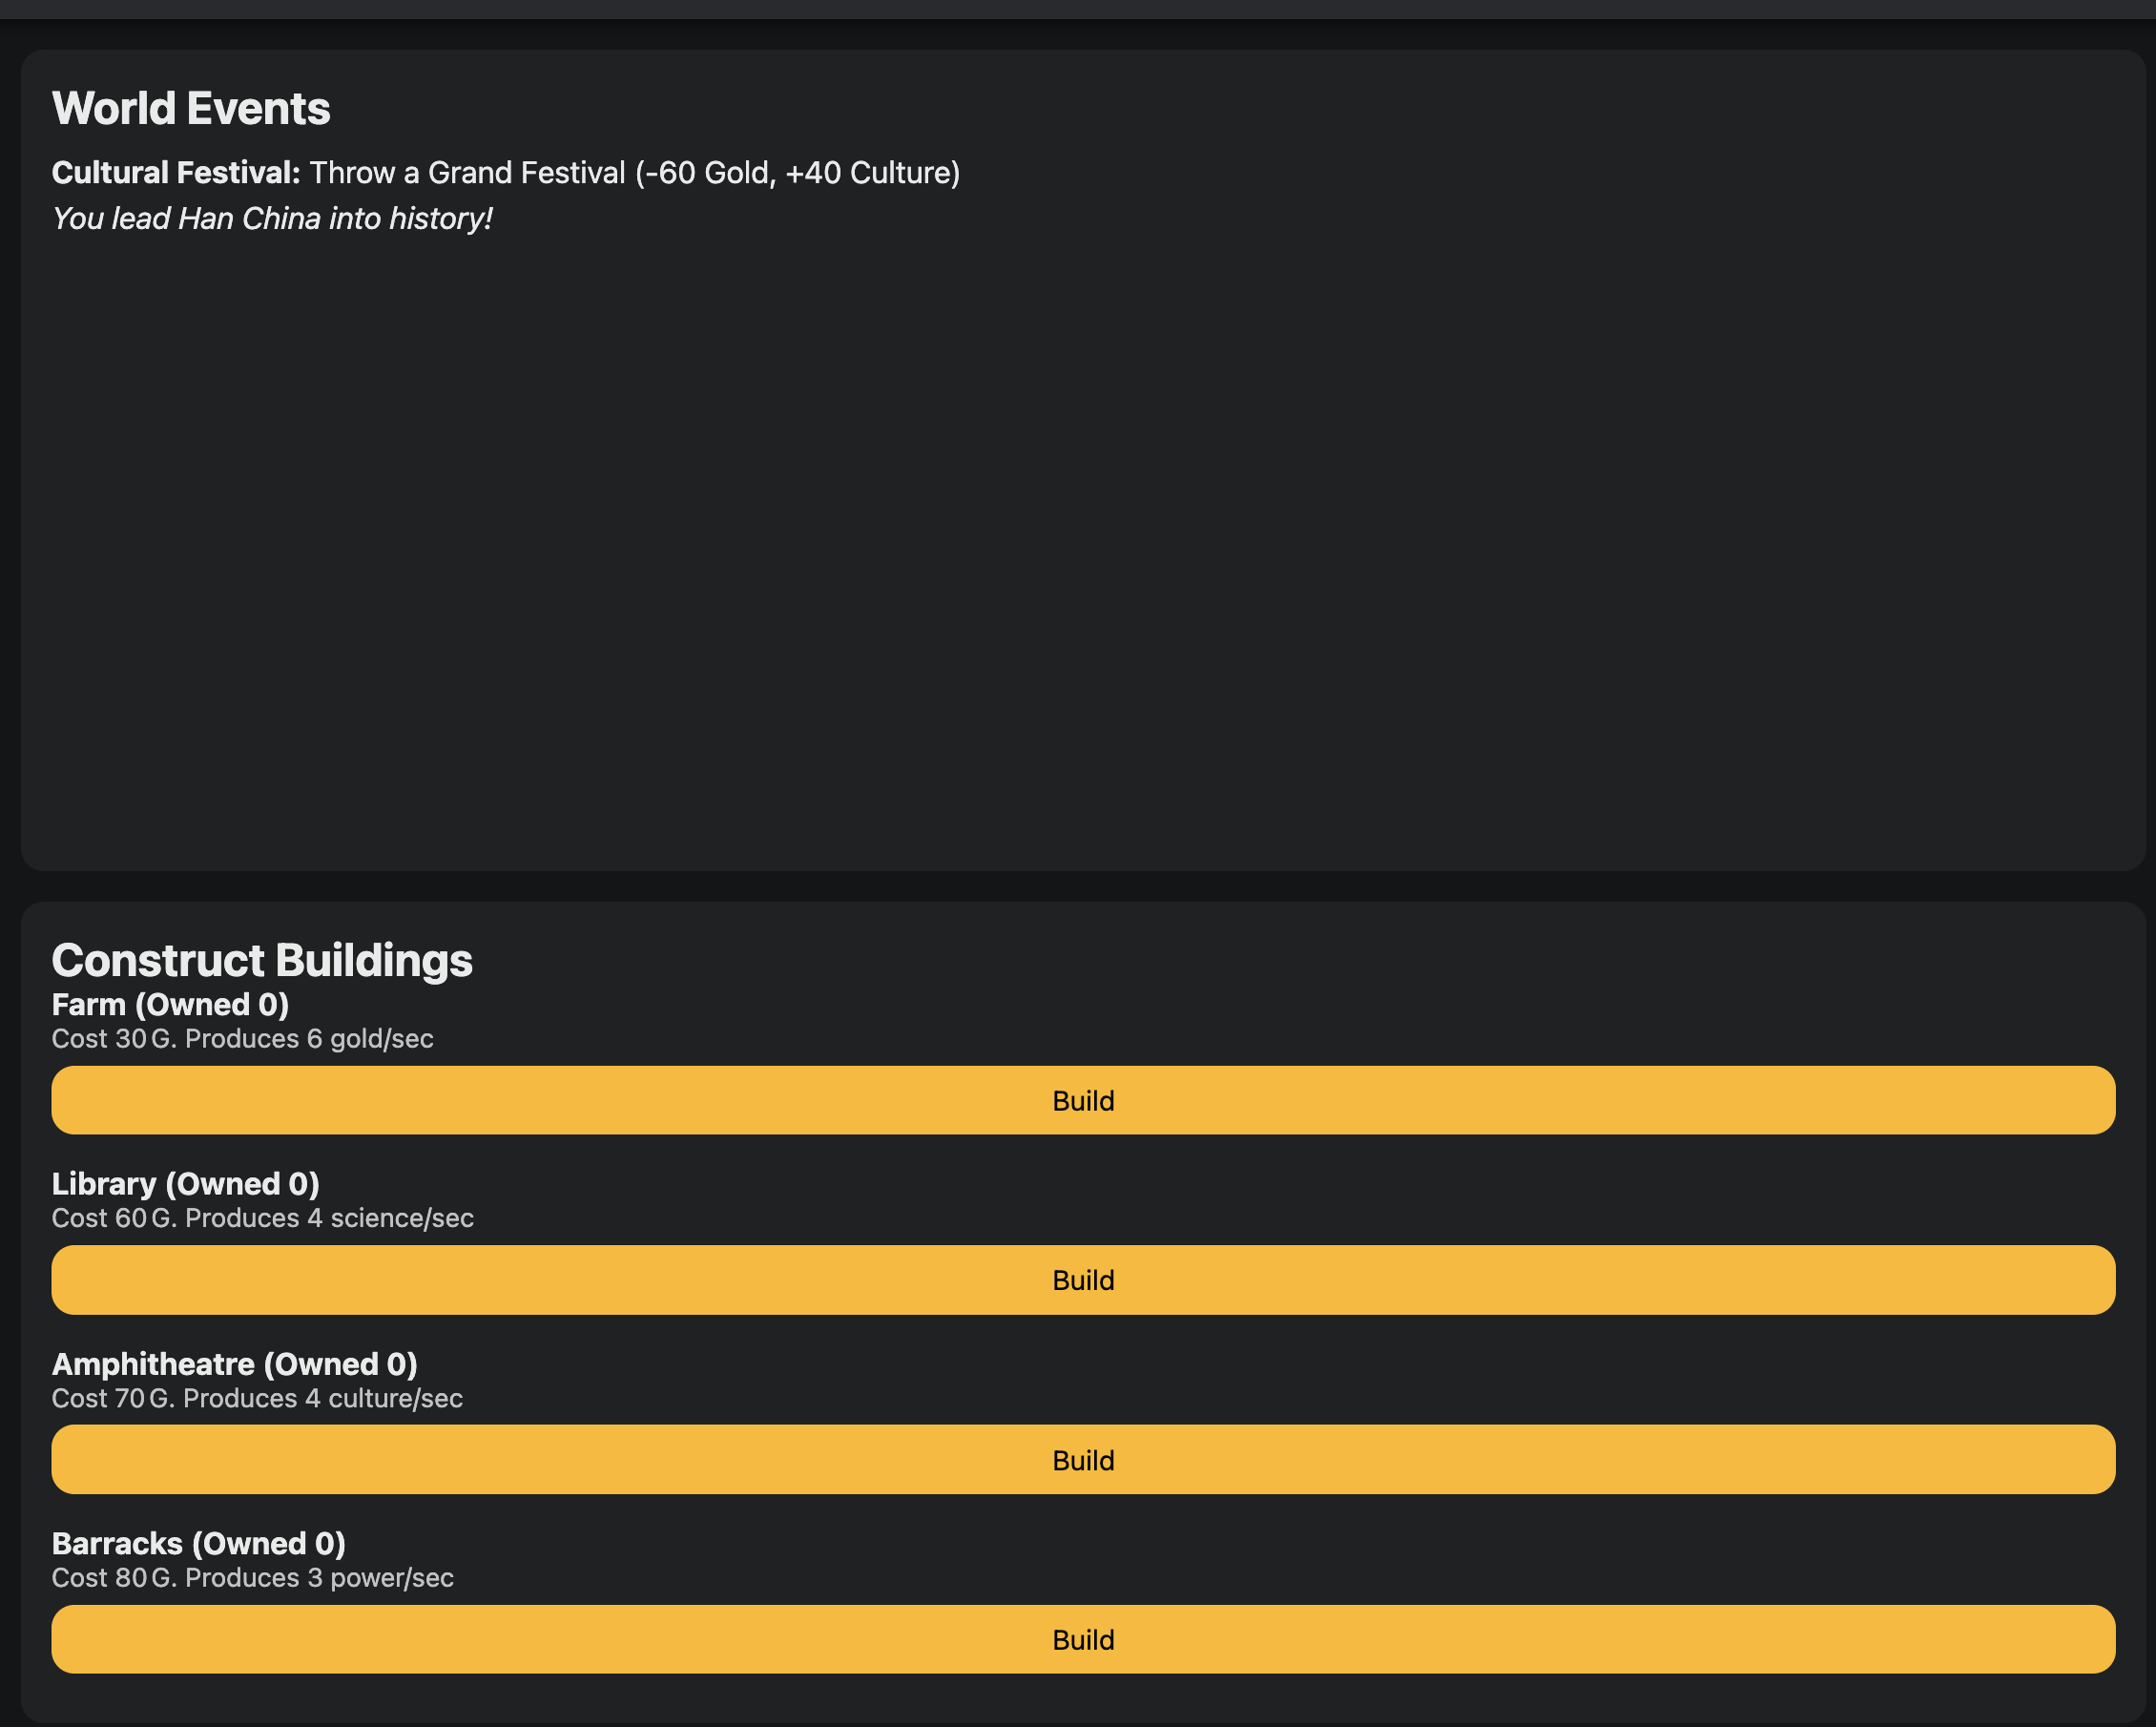 World Events
Cultural Festival: Throw a Grand Festival (-60 Gold, +40 Culture)
You lead Han China into history!
Construct Buildings
Farm (Owned 0)
Cost 30 G. Produces 6 gold/sec
Build
Library (Owned 0)
Cost 60 G. Produces 4 science/sec
Build
Amphitheatre (Owned 0)
Cost 70 G. Produces 4 culture/sec
Build
Barracks (Owned 0)
Cost 80 G. Produces 3 power/sec
Build